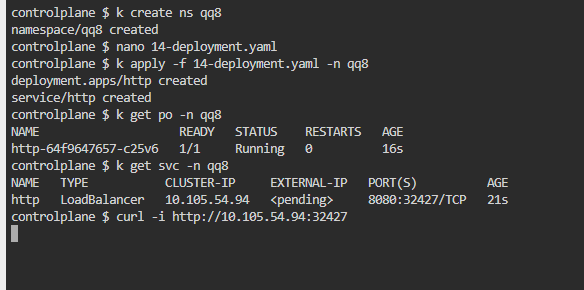 controlplane $ k create ns qq8
namespace/qq8 created
controlplane $ nano 14-deployment.yaml
controlplane $ k apply -f 14-deployment.yaml -n qq8
deployment.apps/http created
service/http created
controlplane $ k get po -n qq8
NAME                    READY   STATUS    RESTARTS   AGE
http-64f9647657-c25v6   1/1     Running   0          16s
controlplane $ k get svc -n qq8
NAME   TYPE           CLUSTER-IP     EXTERNAL-IP   PORT(S)          AGE
http   LoadBalancer   10.105.54.94   <pending>     8080:32427/TCP   21s
controlplane $ curl -i http://10.105.54.94:32427